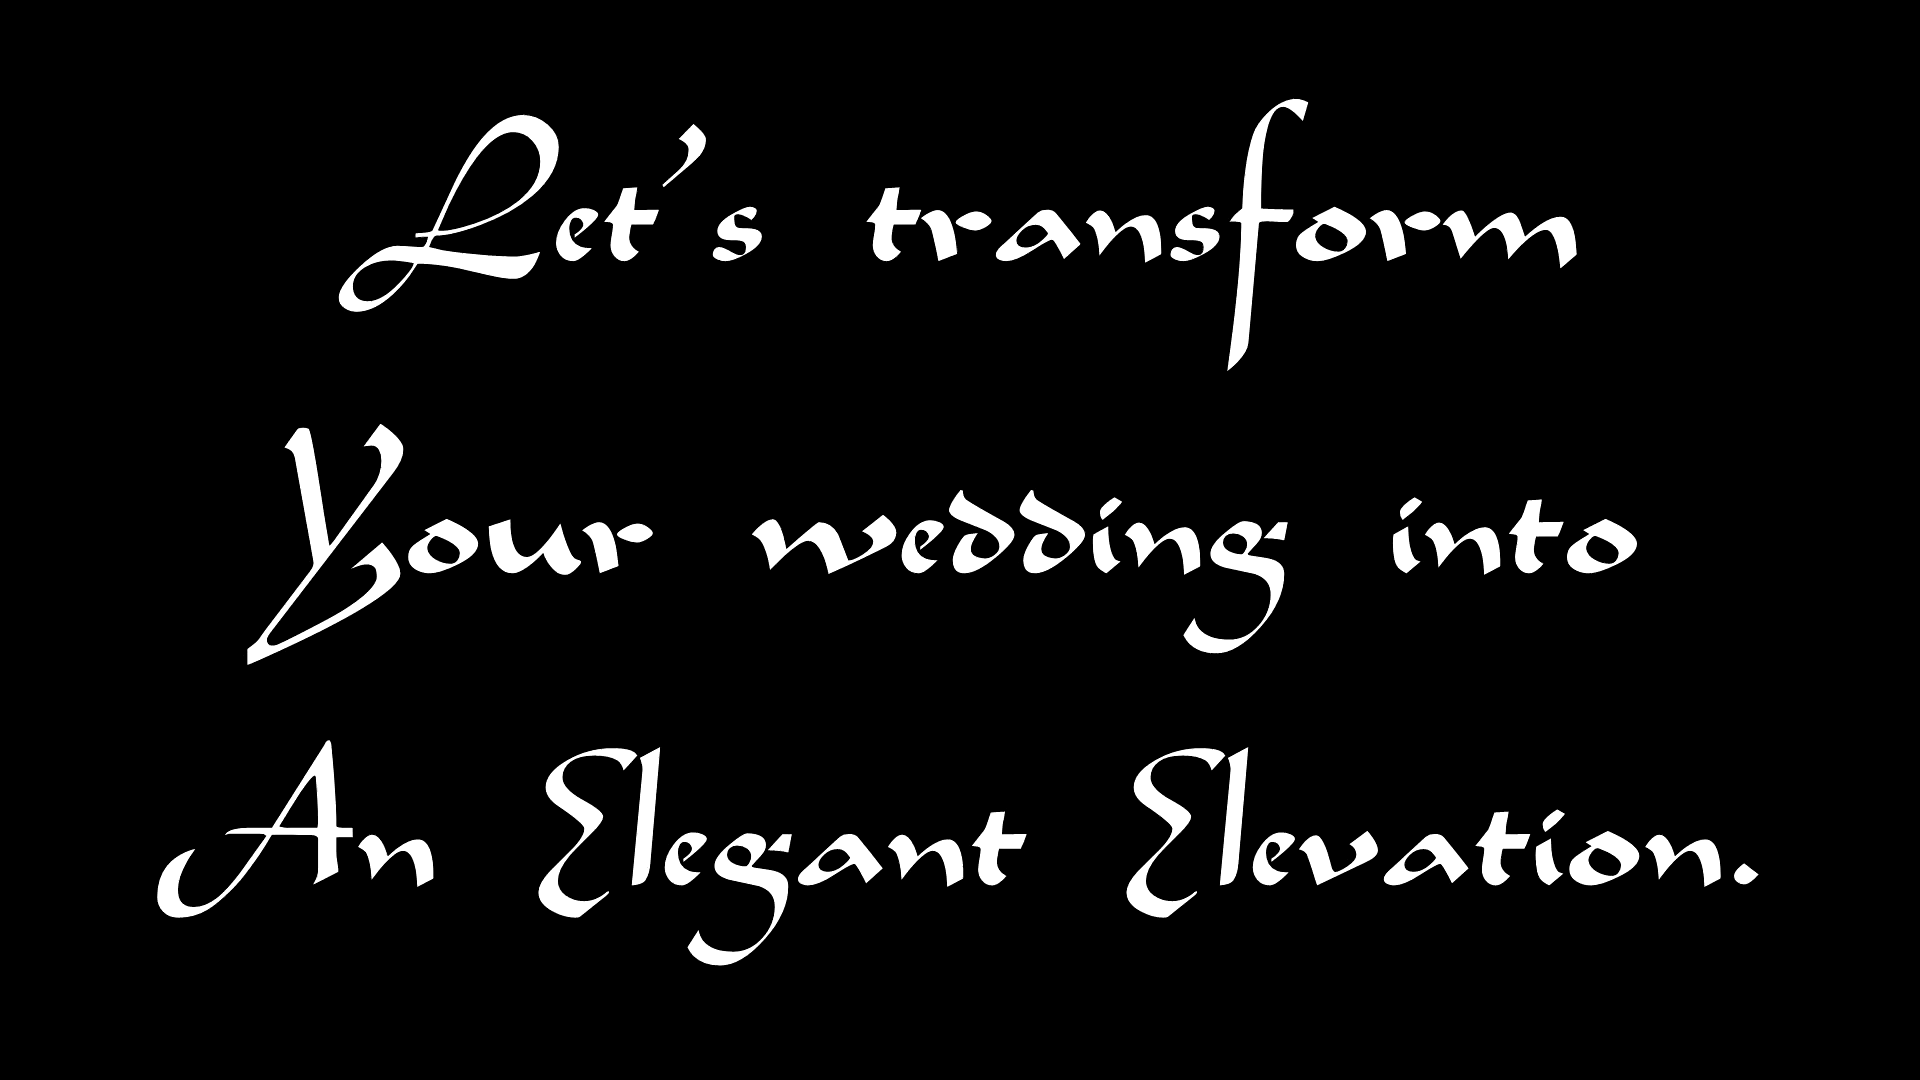 Let’s transform
Your wedding into
An Elegant Elevation.